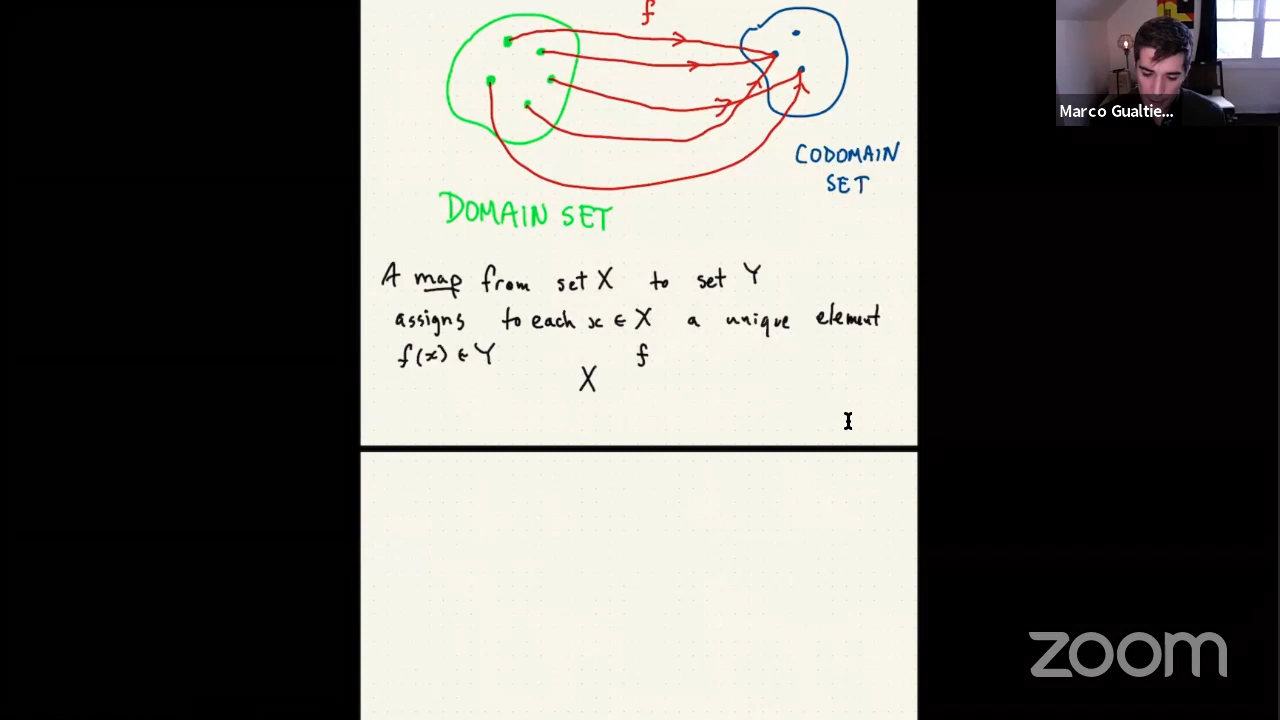 f
CODOMAIN
SET
DOMAIN SET
A map from set X to set Y
assigns to each x ∈ X a unique element
f(x) ∈ Y
f
X
Marco Gualtie...
zoom